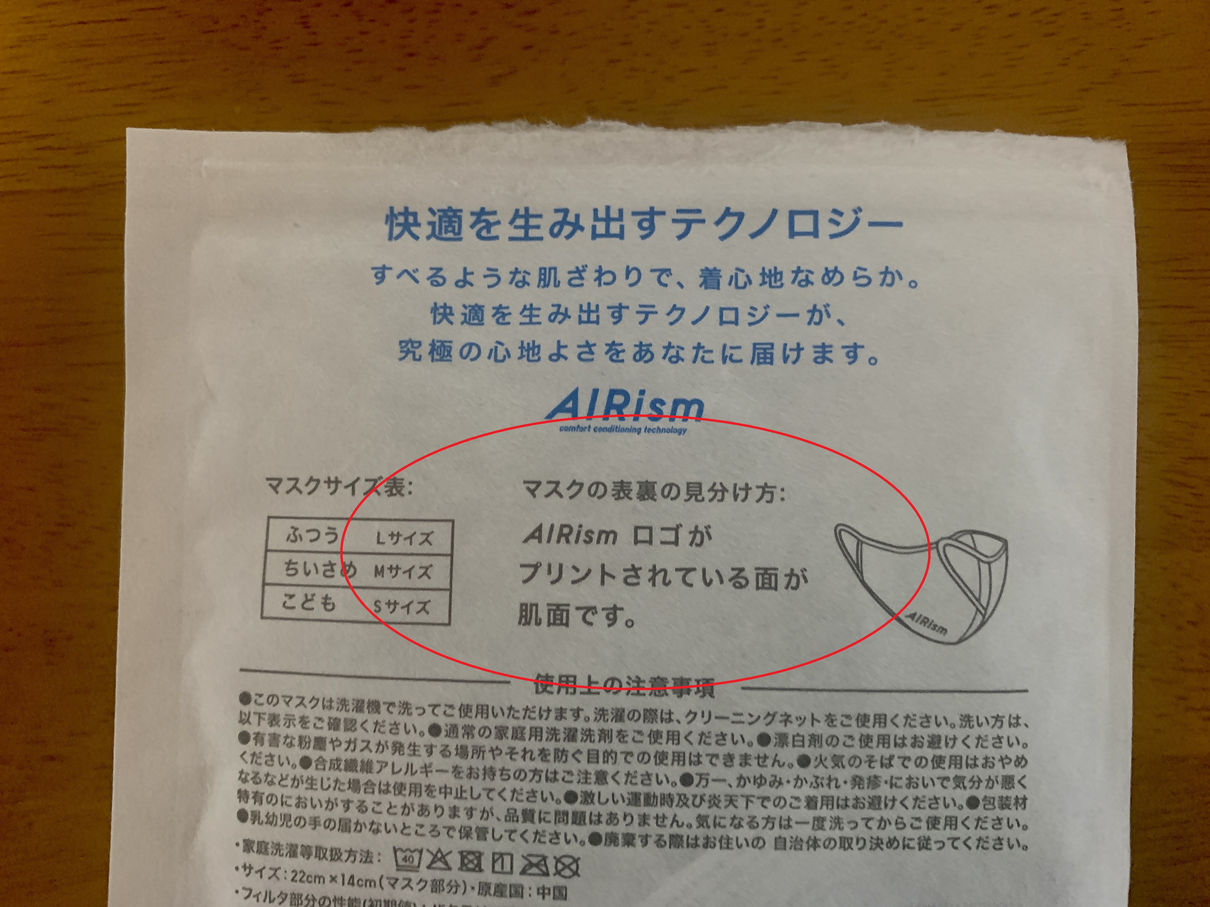 快適を生み出すテクノロジー
すべるような肌ざわりで、着心地なめらか。
快適を生み出すテクノロジーが、
究極の心地よさをあなたに届けます。
AIRism
comfort conditioning technology
マスクサイズ表:
ふつう Lサイズ
ちいさめ Mサイズ
こども Sサイズ
マスクの表裏の見分け方:
AIRism ロゴが
プリントされている面が
肌面です。
AIRism
使用上の注意事項
●このマスクは洗濯機で洗ってご使用いただけます。洗濯の際は、クリーニングネットをご使用ください。洗い方は、
以下表示をご確認ください。●通常の家庭用洗濯洗剤をご使用ください。●漂白剤のご使用はお避けください。
●有害な粉塵やガスが発生する場所やそれを防ぐ目的での使用はできません。●火気のそばでの使用はおやめ
ください。●合成繊維アレルギーをお持ちの方はご注意ください。●万一、かゆみ・かぶれ・発疹・においで気分が悪く
なるなどが生じた場合は使用を中止してください。●激しい運動時及び炎天下でのご着用はお避けください。●包装材
特有のにおいがすることがありますが、品質に問題はありません。気になる方は一度洗ってからご使用ください。
●乳幼児の手の届かないところで保管してください。●廃棄する際はお住いの 自治体の取り決めに従ってください。
・家庭洗濯等取扱方法: 40
・サイズ:22cm×14cm(マスク部分)・原産国:中国
・フィルタ部分の性能(初期値)